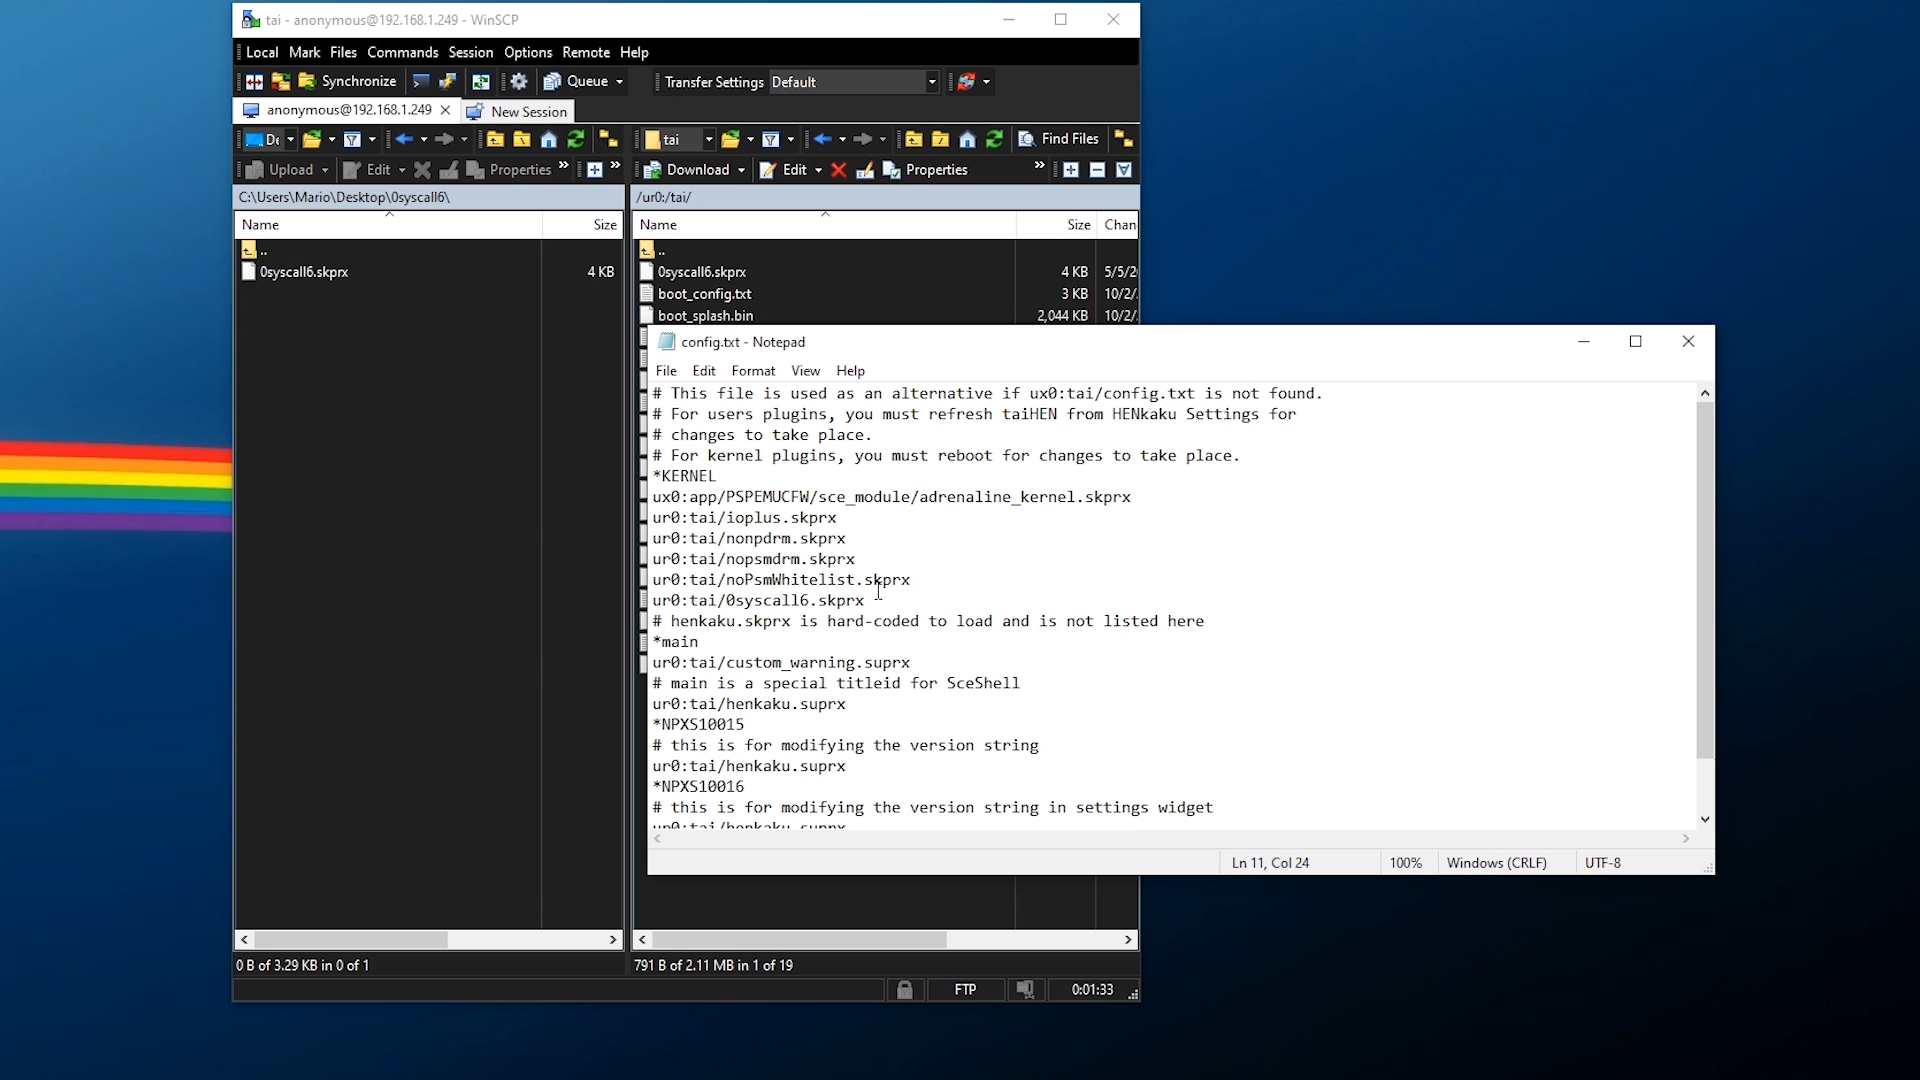 tai - anonymous@192.168.1.249 - WinSCP
Local Mark Files Commands Session Options Remote Help
Synchronize Queue Transfer Settings Default
anonymous@192.168.1.249 New Session
De tai Find Files
Upload Edit Properties Download Edit Properties
C:\Users\Mario\Desktop\0syscall6\ /ur0:/tai/
Name Size Name Size Chan
.. ..
0syscall6.skprx 4 KB 0syscall6.skprx 4 KB 5/5/2
boot_config.txt 3 KB 10/2/
boot_splash.bin 2,044 KB 10/2/
config.txt - Notepad
File Edit Format View Help
# This file is used as an alternative if ux0:tai/config.txt is not found.
# For users plugins, you must refresh taiHEN from HENkaku Settings for
# changes to take place.
# For kernel plugins, you must reboot for changes to take place.
*KERNEL
ux0:app/PSPEMUCFW/sce_module/adrenaline_kernel.skprx
ur0:tai/ioplus.skprx
ur0:tai/nonpdrm.skprx
ur0:tai/nopsmdrm.skprx
ur0:tai/noPsmWhitelist.skprx
ur0:tai/0syscall6.skprx
# henkaku.skprx is hard-coded to load and is not listed here
*main
ur0:tai/custom_warning.suprx
# main is a special titleid for SceShell
ur0:tai/henkaku.suprx
*NPXS10015
# this is for modifying the version string
ur0:tai/henkaku.suprx
*NPXS10016
# this is for modifying the version string in settings widget
ur0:tai/henkaku.suprx
Ln 11, Col 24 100% Windows (CRLF) UTF-8
0 B of 3.29 KB in 0 of 1 791 B of 2.11 MB in 1 of 19
FTP 0:01:33